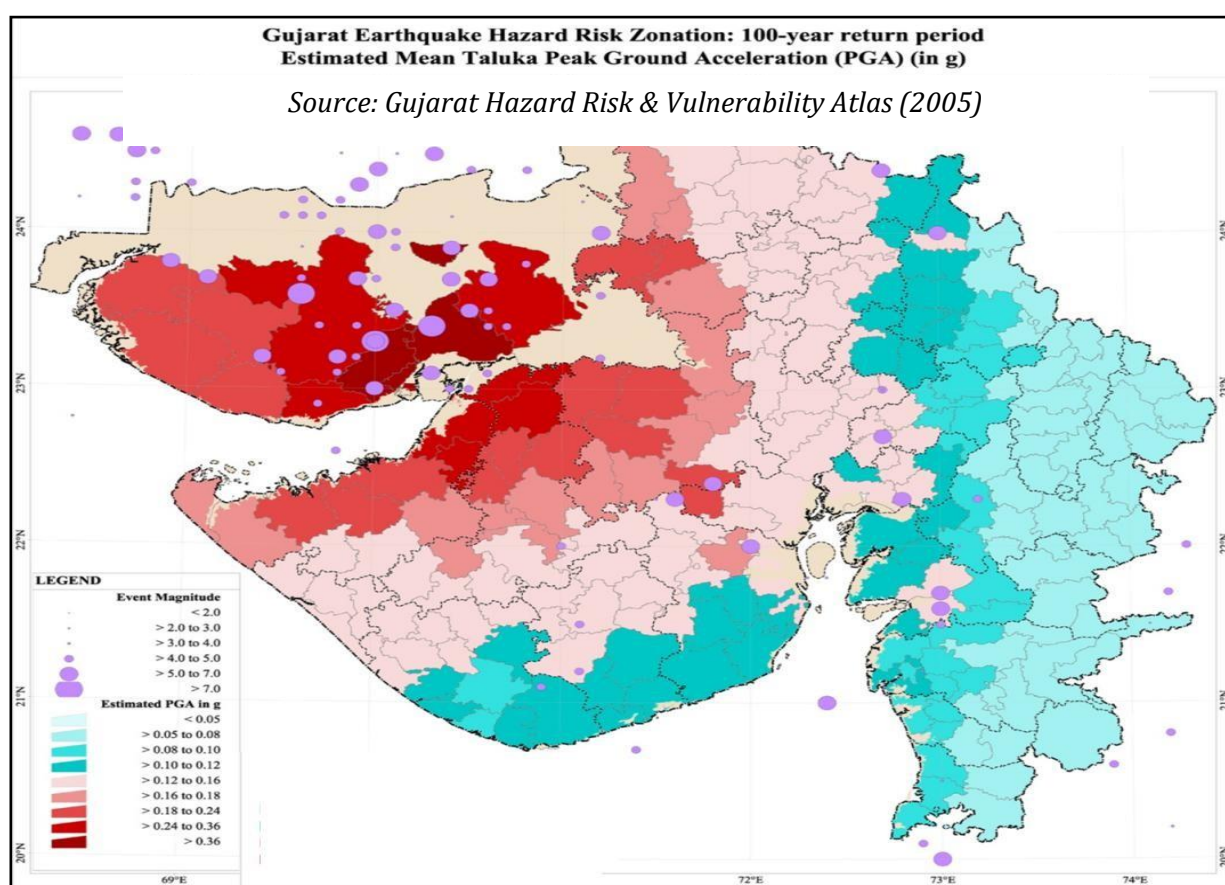 Gujarat Earthquake Hazard Risk Zonation: 100-year return period
Estimated Mean Taluka Peak Ground Acceleration (PGA) (in g)
Source: Gujarat Hazard Risk & Vulnerability Atlas (2005)
24°N
24°N
23°N
23°N
22°N
22°N
21°N
21°N
LEGEND
Event Magnitude
< 2.0
> 2.0 to 3.0
> 3.0 to 4.0
> 4.0 to 5.0
> 5.0 to 7.0
> 7.0
Estimated PGA in g
< 0.05
> 0.05 to 0.08
> 0.08 to 0.10
> 0.10 to 0.12
> 0.12 to 0.16
> 0.16 to 0.18
> 0.18 to 0.24
> 0.24 to 0.36
> 0.36
20°N
20°N
69°E
72°E
73°E
74°E